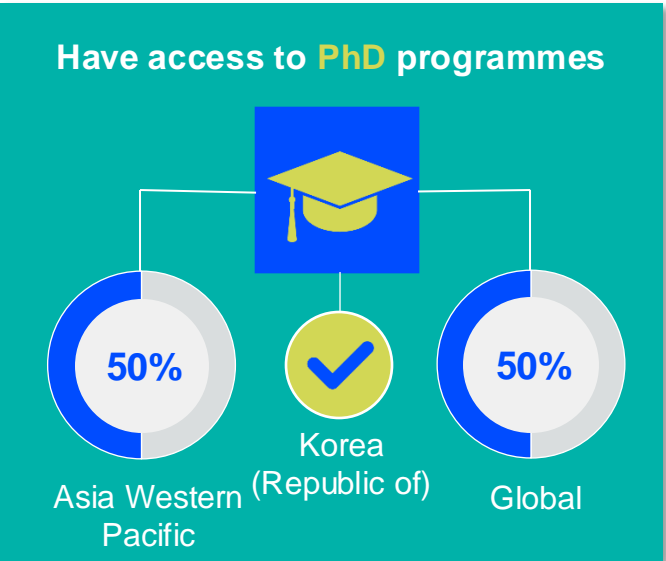 Have access to PhD programmes
50%
50%
Korea
(Republic of)
Asia Western
Pacific
Global